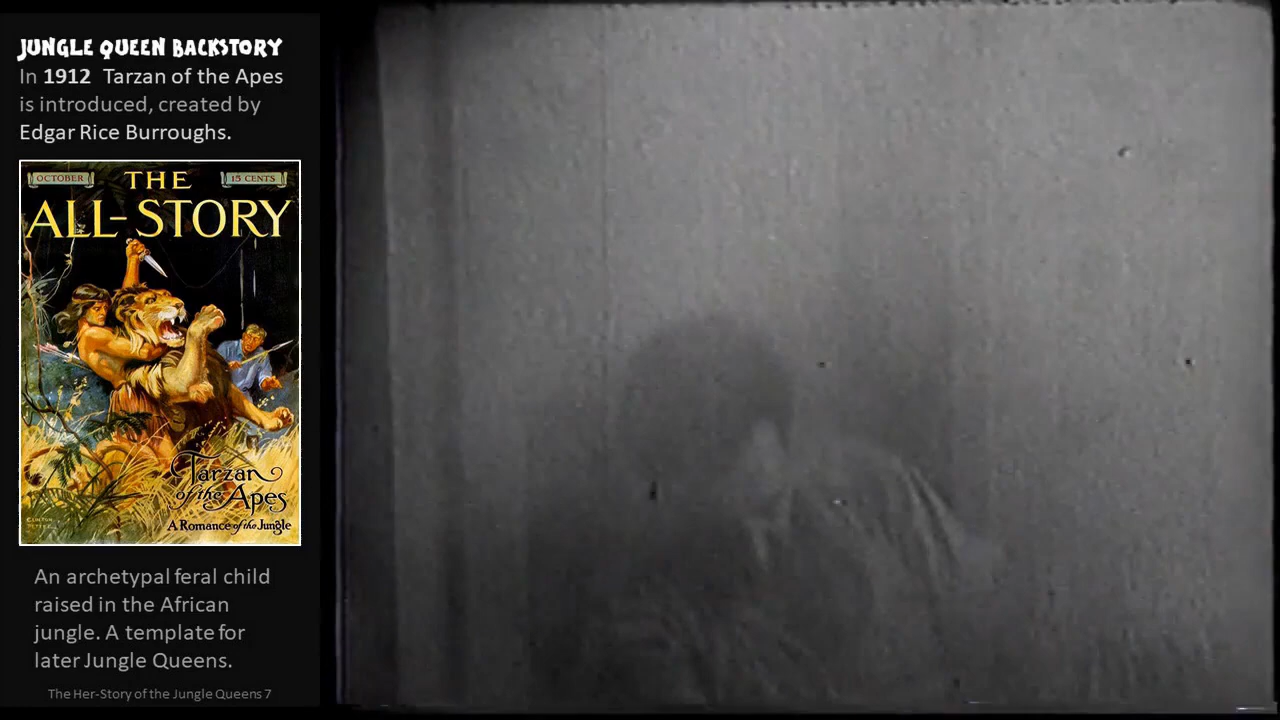 JUNGLE QUEEN BACKSTORY
In 1912 Tarzan of the Apes
is introduced, created by
Edgar Rice Burroughs.
OCTOBER
THE
15 CENTS
ALL-STORY
Tarzan
of the Apes
A Romance of the Jungle
An archetypal feral child
raised in the African
jungle. A template for
later Jungle Queens.
The Her-Story of the Jungle Queens 7